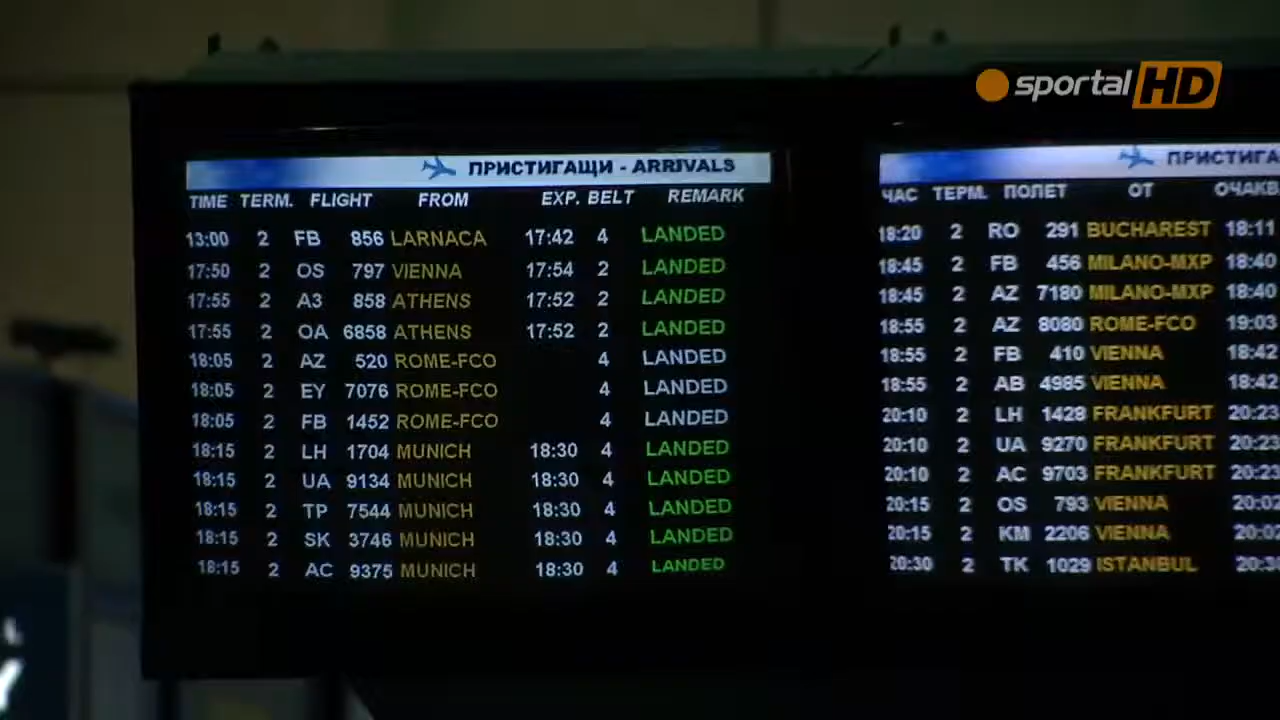 sportal HD
ПРИСТИГАЩИ - ARRIVALS
TIME TERM. FLIGHT FROM EXP. BELT REMARK
13:00 2 FB 856 LARNACA 17:42 4 LANDED
17:50 2 OS 797 VIENNA 17:54 2 LANDED
17:55 2 A3 858 ATHENS 17:52 2 LANDED
17:55 2 OA 6858 ATHENS 17:52 2 LANDED
18:05 2 AZ 520 ROME-FCO 4 LANDED
18:05 2 EY 7076 ROME-FCO 4 LANDED
18:05 2 FB 1452 ROME-FCO 4 LANDED
18:15 2 LH 1704 MUNICH 18:30 4 LANDED
18:15 2 UA 9134 MUNICH 18:30 4 LANDED
18:15 2 TP 7544 MUNICH 18:30 4 LANDED
18:15 2 SK 3746 MUNICH 18:30 4 LANDED
18:15 2 AC 9375 MUNICH 18:30 4 LANDED
ПРИСТИГА
ЧАС ТЕРМ. ПОЛЕТ ОТ ОЧАКВ
18:20 2 RO 291 BUCHAREST 18:11
18:45 2 FB 456 MILANO-MXP 18:40
18:45 2 AZ 7180 MILANO-MXP 18:40
18:55 2 AZ 8080 ROME-FCO 19:03
18:55 2 FB 410 VIENNA 18:42
18:55 2 AB 4985 VIENNA 18:42
20:10 2 LH 1428 FRANKFURT 20:23
20:10 2 UA 9270 FRANKFURT 20:23
20:10 2 AC 9703 FRANKFURT 20:23
20:15 2 OS 793 VIENNA 20:02
20:15 2 KM 2206 VIENNA 20:02
20:30 2 TK 1029 ISTANBUL